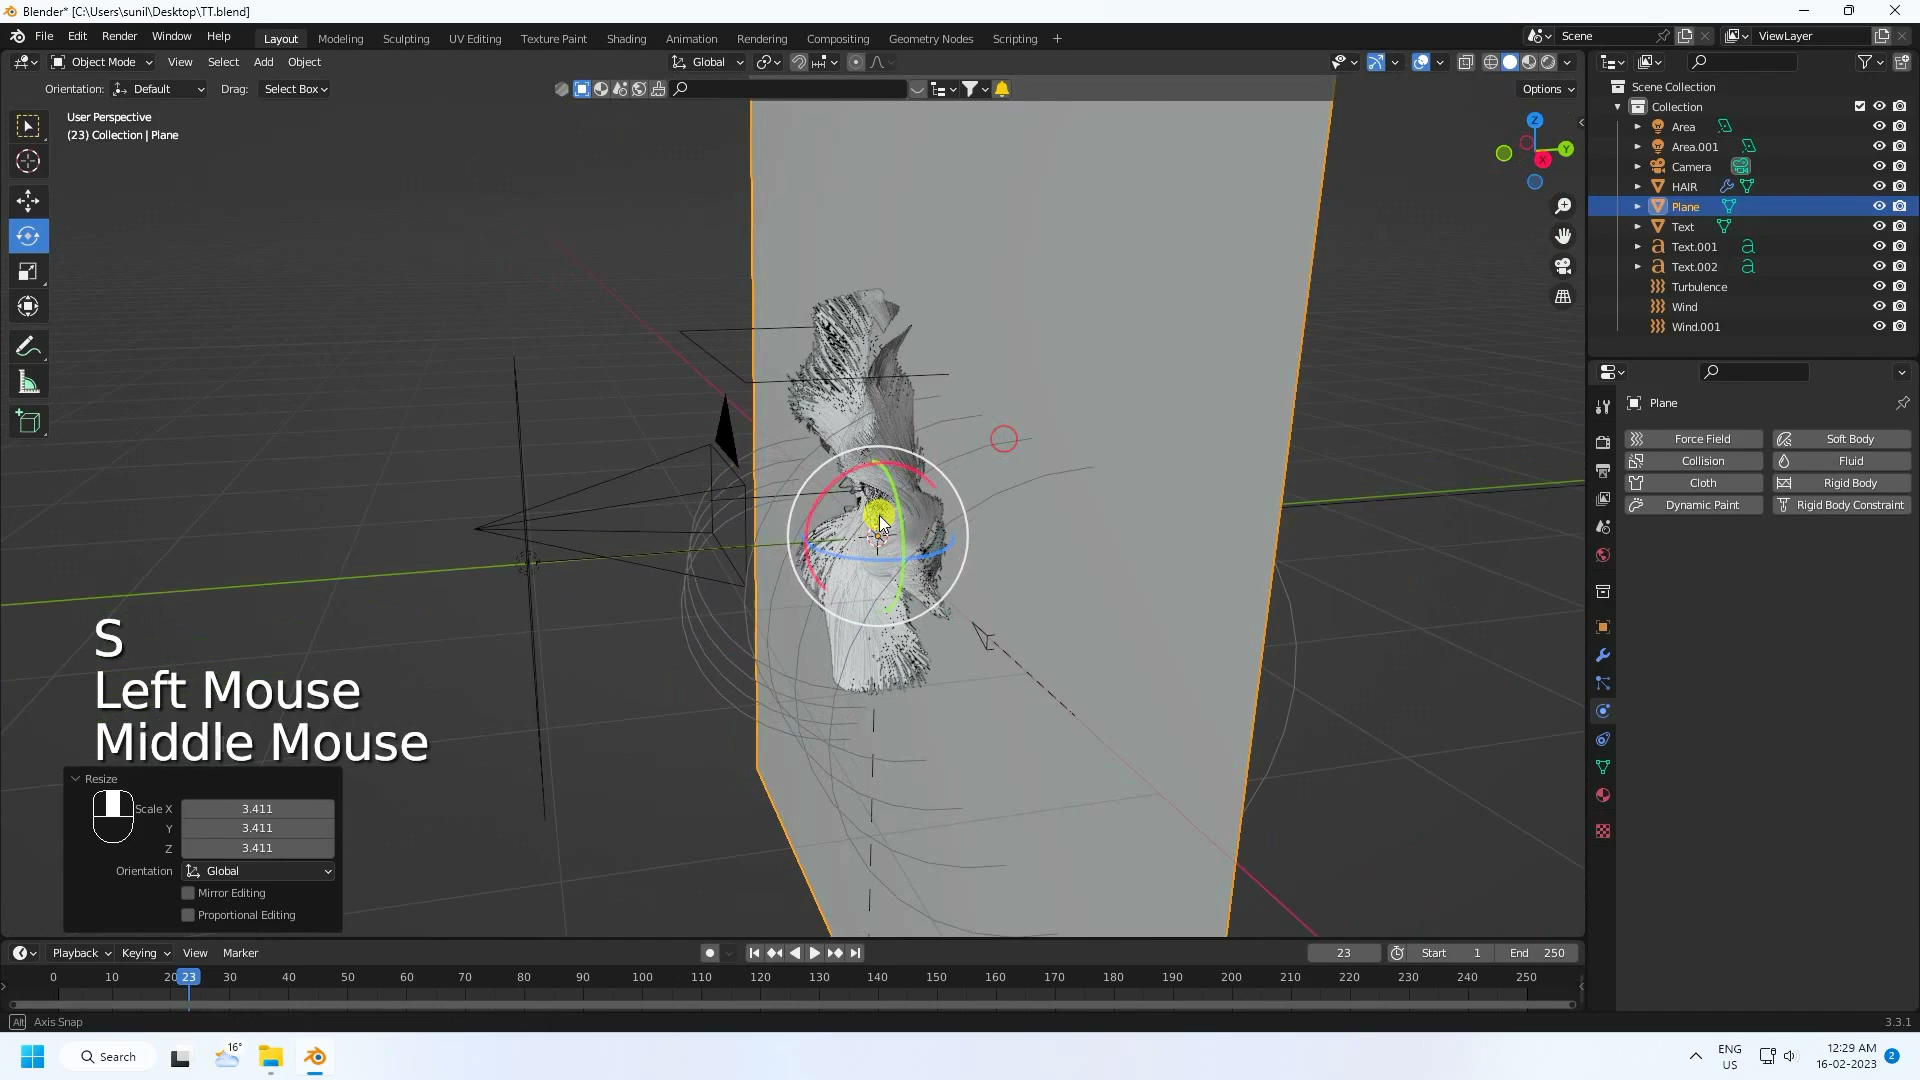 Blender* [C:\Users\sunil\Desktop\TT.blend]
File Edit Render Window Help Layout Modeling Sculpting UV Editing Texture Paint Shading Animation Rendering Compositing Geometry Nodes Scripting + Scene ViewLayer
Object Mode View Select Add Object Global
Orientation: Default Drag: Select Box Options
User Perspective
(23) Collection | Plane
Z
Y
X
Scene Collection
Collection
Area
Area.001
Camera
HAIR
Plane
Text
Text.001
Text.002
Turbulence
Wind
Wind.001
Plane
Force Field Soft Body
Collision Fluid
Cloth Rigid Body
Dynamic Paint Rigid Body Constraint
S
Left Mouse
Middle Mouse
Resize
Scale X 3.411
Y 3.411
Z 3.411
Orientation Global
Mirror Editing
Proportional Editing
Playback Keying View Marker 23 Start 1 End 250
0 10 20 23 30 40 50 60 70 80 90 100 110 120 130 140 150 160 170 180 190 200 210 220 230 240 250
Alt Axis Snap 3.3.1
Search 16° ENG US 12:29 AM 16-02-2023 2